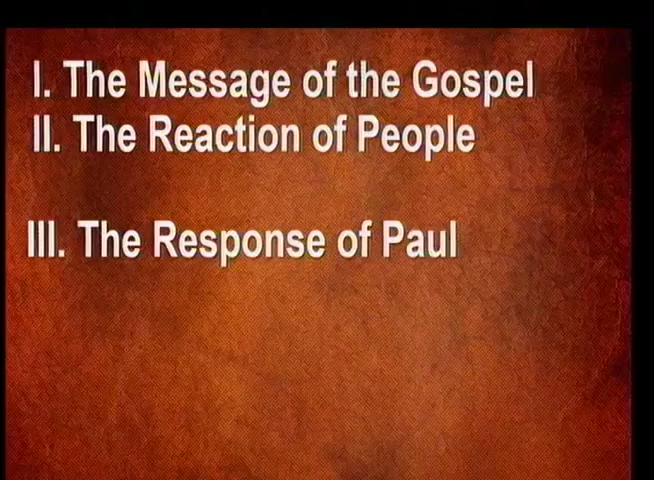 I. The Message of the Gospel
II. The Reaction of People
III. The Response of Paul